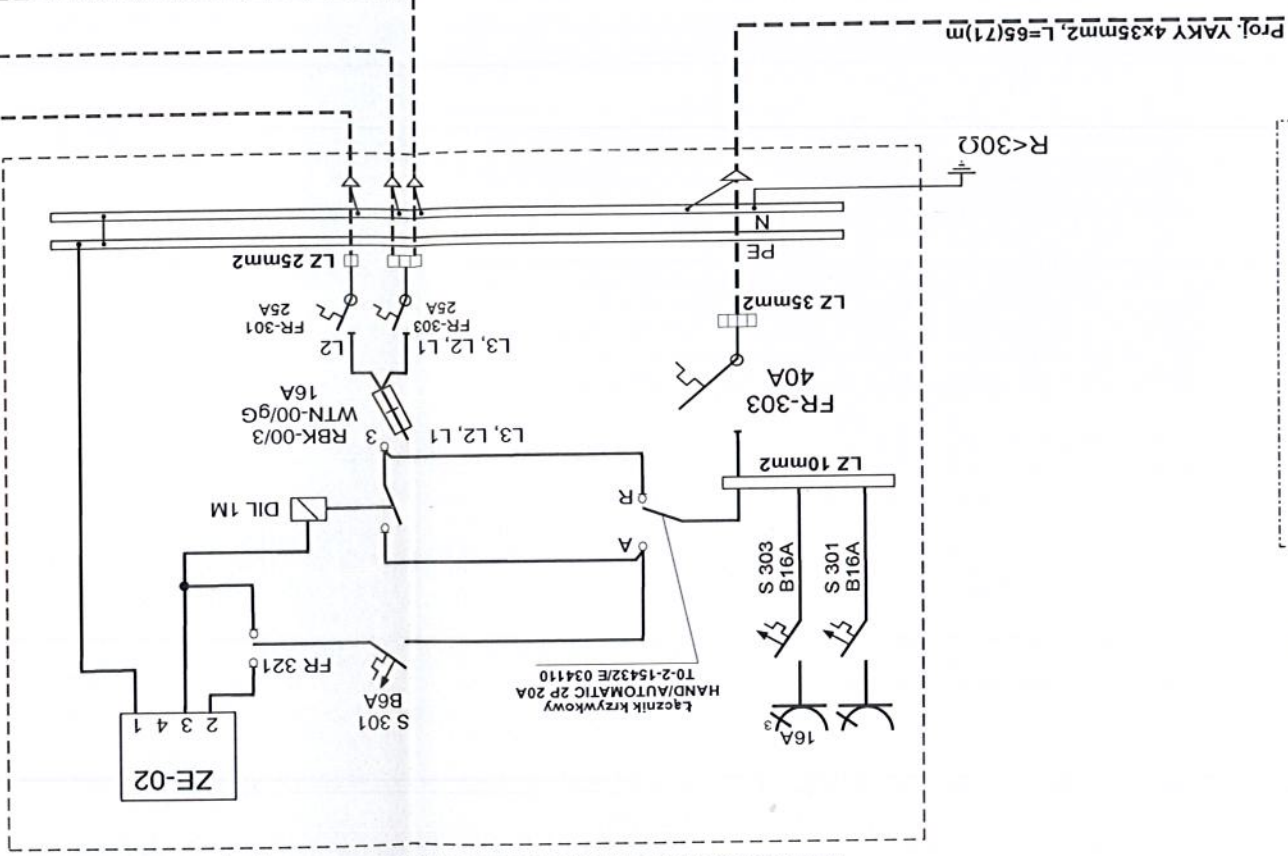 16A
3
ZE-02
2 3 4 1
S 301
B6A
Łącznik krzywkowy
HAND/AUTOMATIC 2P 20A
T0-2-15432/E 034110
FR 321
S 301
B16A
S 303
B16A
A
R
DIL 1M
LZ 10mm2
L3, L2, L1
3
RBK-00/3
WTN-00/gG
16A
FR-303
40A
L3, L2, L1
L2
FR-303
25A
FR-301
25A
LZ 35mm2
LZ 25mm2
PE
N
R<30Ω
Proj. YAKY 4x35mm2, L=65(71)m